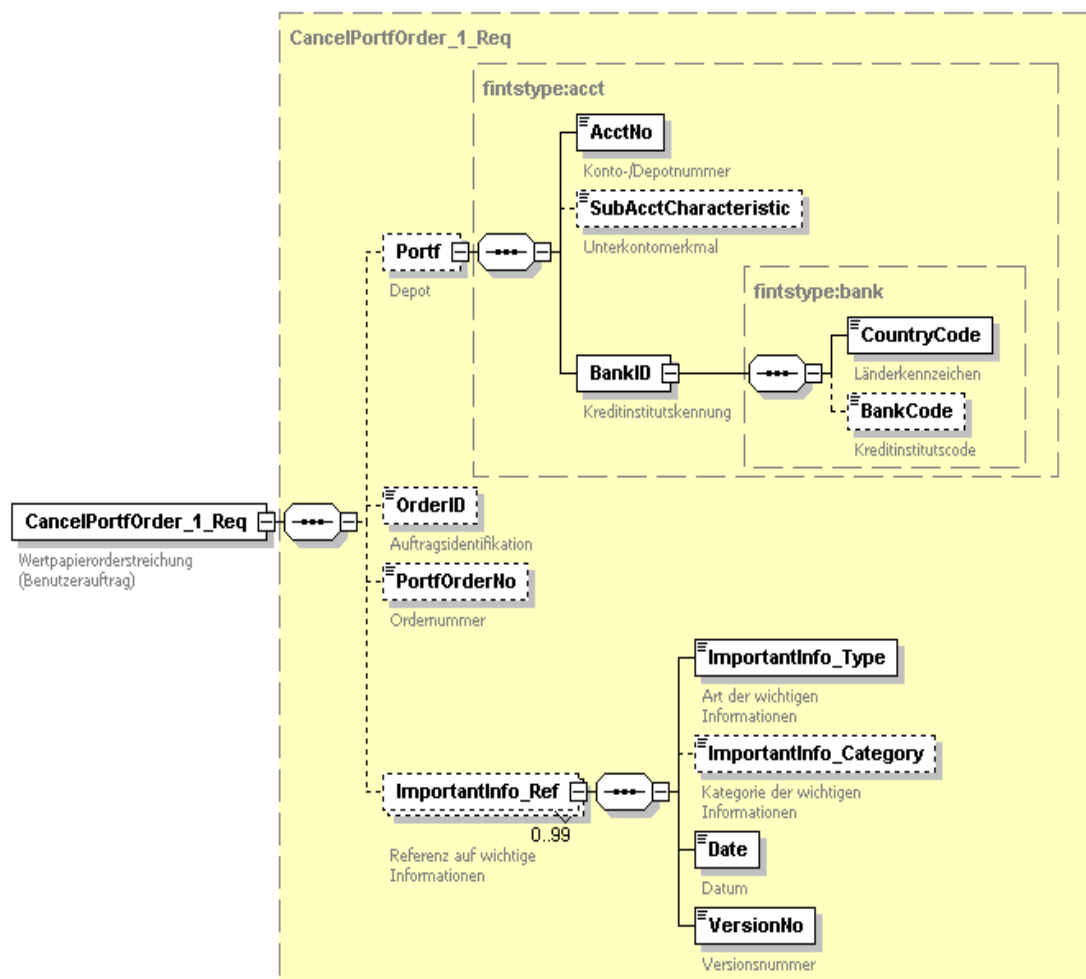 CancelPortfOrder_1_Req
fintstype:acct
AcctNo
Konto-/Depotnummer
SubAcctCharacteristic
Unterkontomerkmal
Portf
Depot
fintstype:bank
CountryCode
Länderkennzeichen
BankID
Kreditinstitutskennung
BankCode
Kreditinstitutscode
OrderID
Auftragsidentifikation
CancelPortfOrder_1_Req
Wertpapierorderstreichung
(Benutzerauftrag)
PortfOrderNo
Ordernummer
ImportantInfo_Type
Art der wichtigen
Informationen
ImportantInfo_Category
Kategorie der wichtigen
Informationen
ImportantInfo_Ref
0..99
Referenz auf wichtige
Informationen
Date
Datum
VersionNo
Versionsnummer